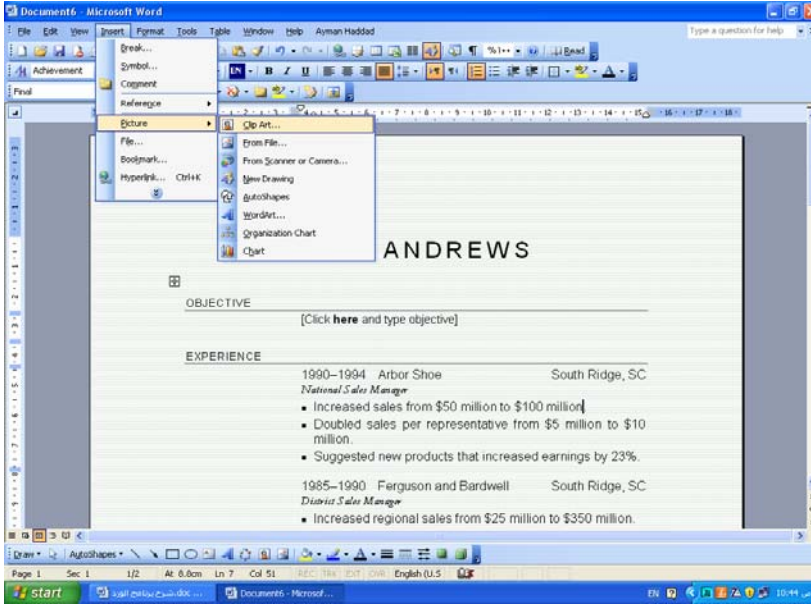 Document6 - Microsoft Word
File Edit View Insert Format Tools Table Window Help Ayman Haddad Type a question for help
Break...
Symbol...
Comment
Reference
Picture
File...
Bookmark...
Hyperlink... Ctrl+K
Clip Art...
From File...
From Scanner or Camera...
New Drawing
AutoShapes
WordArt...
Organization Chart
Chart
Achievement
Final
Read
ANDREWS
OBJECTIVE
[Click here and type objective]
EXPERIENCE
1990–1994 Arbor Shoe South Ridge, SC
National Sales Manager
Increased sales from $50 million to $100 million.
Doubled sales per representative from $5 million to $10
million.
Suggested new products that increased earnings by 23%.
1985–1990 Ferguson and Bardwell South Ridge, SC
District Sales Manager
Increased regional sales from $25 million to $350 million.
Draw AutoShapes
Page 1 Sec 1 1/2 At 8.8cm Ln 7 Col 51 REC TRK EXT OVR English (U.S
start شرح برنامج الورد.doc ... Document6 - Microsof... EN 10:44